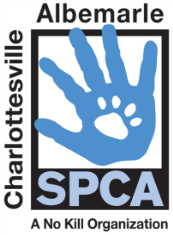 Charlottesville
Albemarle
SPCA
A No Kill Organization